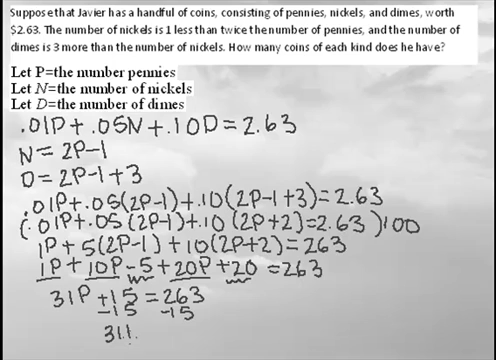 Suppose that Javier has a handful of coins, consisting of pennies, nickels, and dimes, worth
$2.63. The number of nickels is 1 less than twice the number of pennies, and the number of
dimes is 3 more than the number of nickels. How many coins of each kind does he have?
Let P=the number pennies
Let N=the number of nickels
Let D=the number of dimes
.01P + .05N + .10D = 2.63
N = 2P-1
D = 2P-1+3
.01P + .05(2P-1) + .10(2P-1+3) = 2.63
(.01P + .05(2P-1) + .10(2P+2) = 2.63)100
1P + 5(2P-1) + 10(2P+2) = 263
1P + 10P - 5 + 20P + 20 = 263
31P + 15 = 263
-15 -15
31